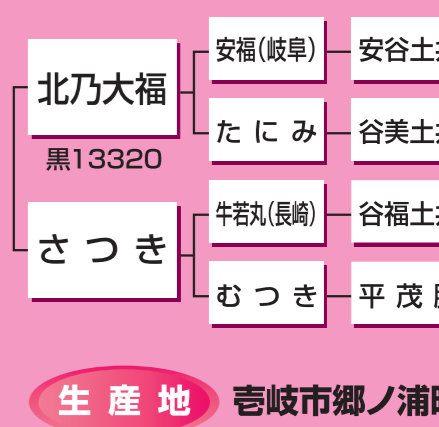 安福(岐阜) 安谷土
北乃大福
たにみ 谷美土
黒13320
牛若丸(長崎) 谷福土
さつき
むつき 平茂
生産地 壱岐市郷ノ浦